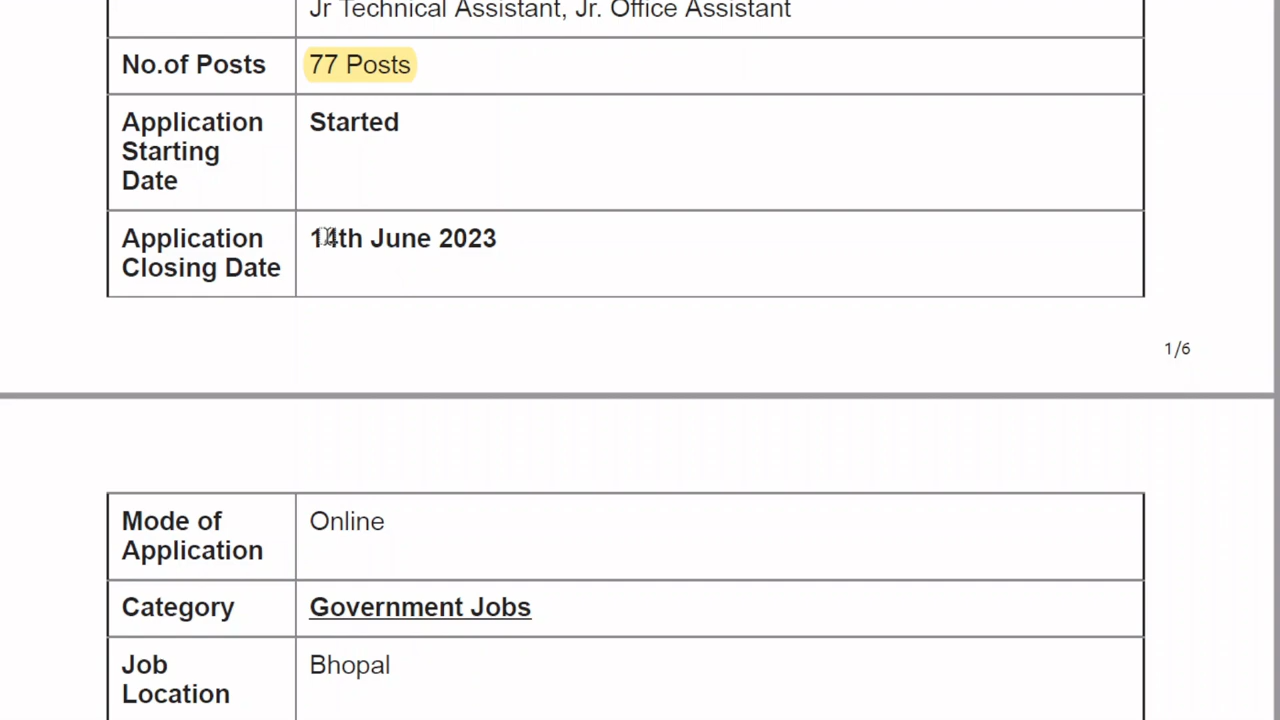 Jr Technical Assistant, Jr. Office Assistant
No.of Posts 77 Posts
Application Started
Starting
Date
Application 14th June 2023
Closing Date
1/6
Mode of Online
Application
Category Government Jobs
Job Bhopal
Location